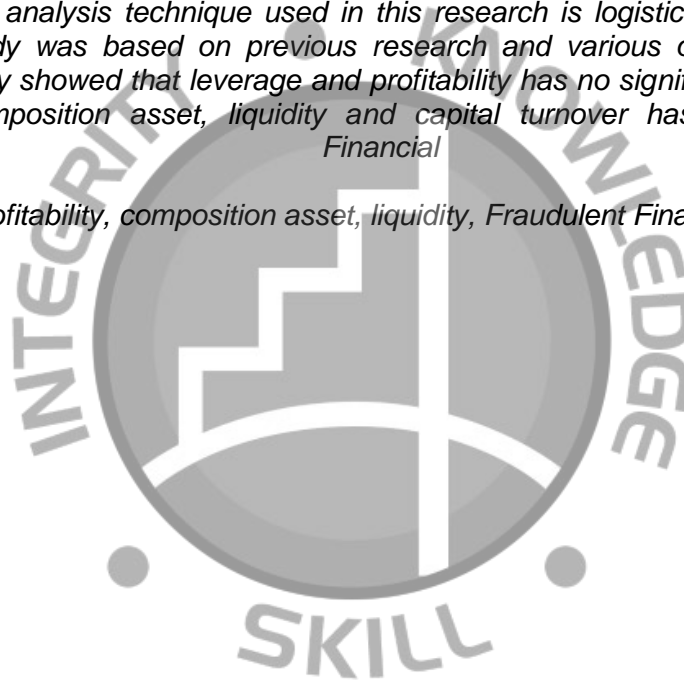 analysis technique used in this research is logistic
dy was based on previous research and various
y showed that leverage and profitability has no signif
mposition asset, liquidity and capital turnover has
Financial
ofitability, composition asset, liquidity, Fraudulent Fina
INTEGRITY
KNOWLEDGE
SKILL